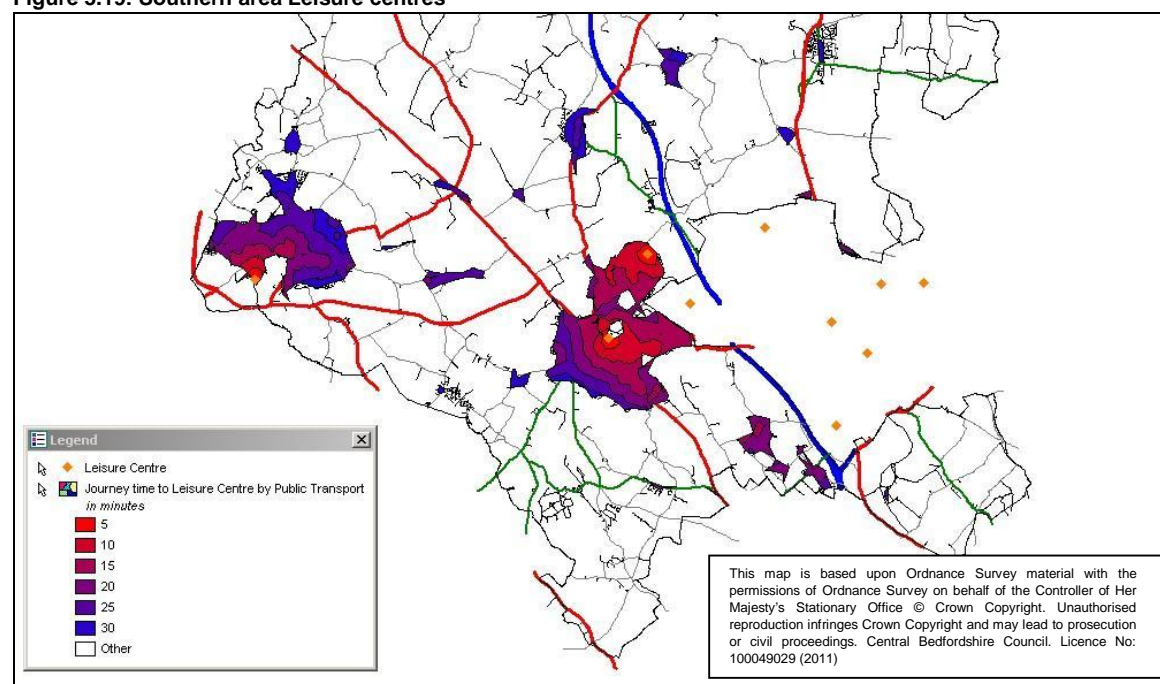 Figure 5.15: Southern area Leisure centres
Legend
Leisure Centre
Journey time to Leisure Centre by Public Transport
in minutes
5
10
15
20
25
30
Other
This map is based upon Ordnance Survey material with the
permissions of Ordnance Survey on behalf of the Controller of Her
Majesty's Stationary Office © Crown Copyright. Unauthorised
reproduction infringes Crown Copyright and may lead to prosecution
or civil proceedings. Central Bedfordshire Council. Licence No:
100049029 (2011)